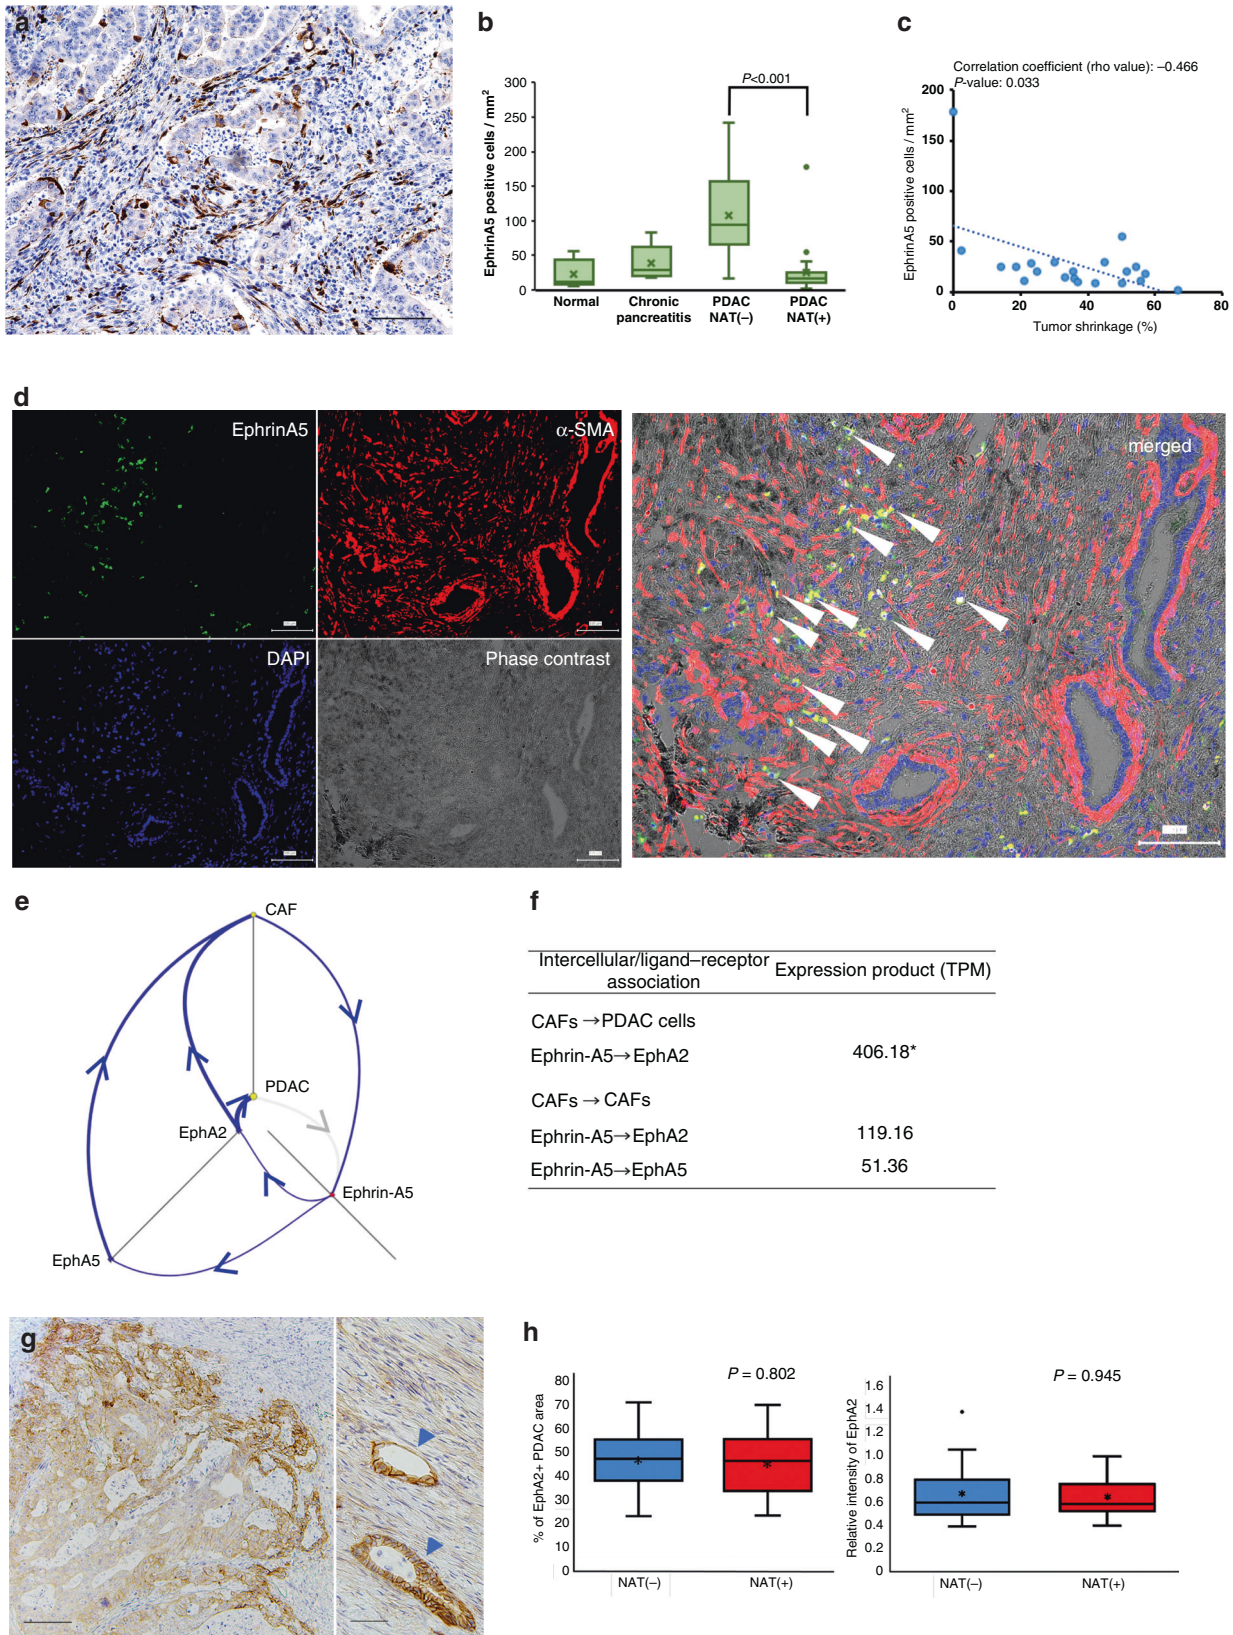 a
b
P<0.001
EphrinA5 positive cells / mm²
300
250
200
150
100
50
0
Normal
Chronic pancreatitis
PDAC NAT(–)
PDAC NAT(+)
c
Correlation coefficient (rho value): –0.466
P-value: 0.033
EphrinA5 positive cells / mm²
200
150
100
50
0
0 20 40 60 80
Tumor shrinkage (%)
d
EphrinA5
α-SMA
DAPI
Phase contrast
merged
e
CAF
PDAC
EphA2
Ephrin-A5
EphA5
f
Intercellular/ligand–receptor association
Expression product (TPM)
CAFs →PDAC cells
Ephrin-A5→EphA2 406.18*
CAFs → CAFs
Ephrin-A5→EphA2 119.16
Ephrin-A5→EphA5 51.36
g
h
P = 0.802
% of EphA2+ PDAC area
80
70
60
50
40
30
20
10
0
NAT(–)
NAT(+)
P = 0.945
Relative intensity of EphA2
1.6
1.4
1.2
1.0
0.8
0.6
0.4
0.2
0
NAT(–)
NAT(+)